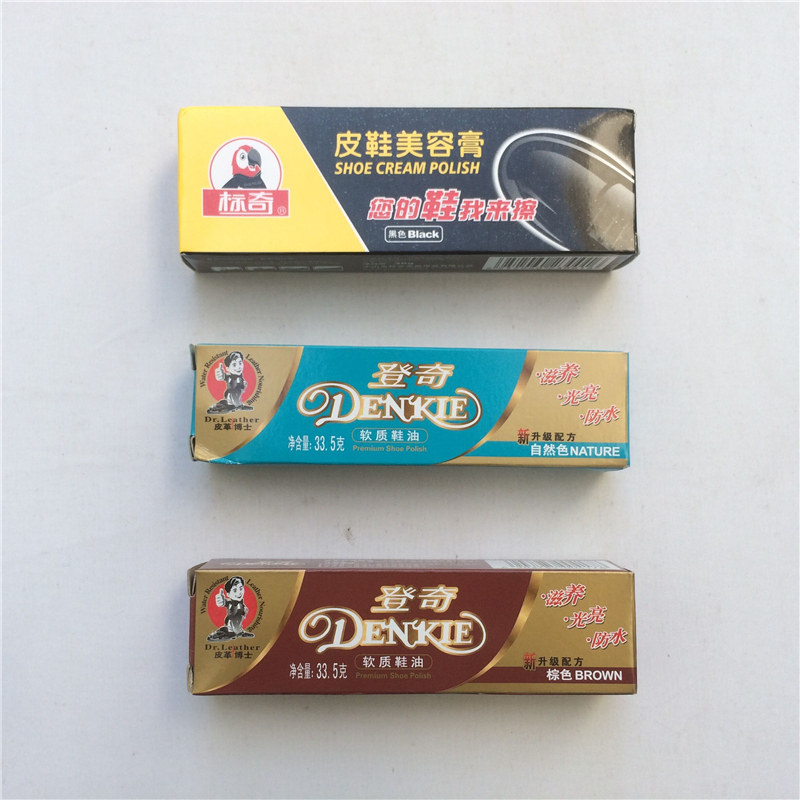 标奇®
皮鞋美容膏
SHOE CREAM POLISH
您的鞋我来擦
黑色 Black
Water Resistant Leather Nourishing
Dr.Leather
皮革博士
登奇
DENKIE
净含量: 33.5克
软质鞋油
Premium Shoe Polish
·滋养
·光亮
·防水
新升级配方
自然色 NATURE
Water Resistant Leather Nourishing
Dr.Leather
皮革博士
登奇
DENKIE
净含量: 33.5克
软质鞋油
Premium Shoe Polish
·滋养
·光亮
·防水
新升级配方
棕色 BROWN